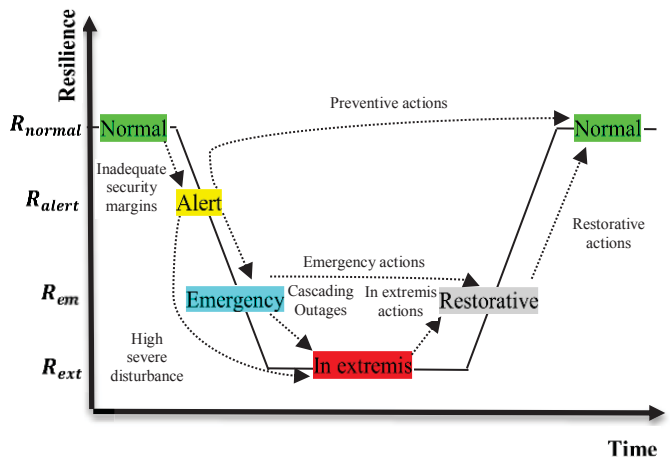 Resilience
Preventive actions
R_normal
Normal
Normal
Inadequate
security
margins
R_alert
Alert
Restorative
actions
Emergency actions
R_em
Emergency
Cascading
Outages
In extremis
actions
Restorative
High
severe
disturbance
R_ext
In extremis
Time